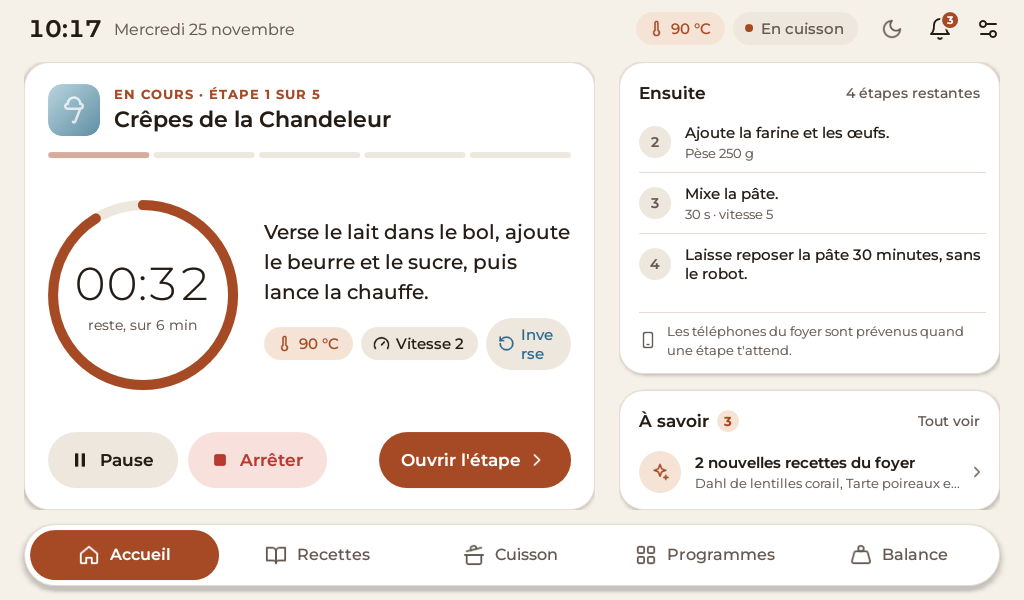 10:17 Mercredi 25 novembre
90 °C
En cuisson
3
EN COURS · ÉTAPE 1 SUR 5
Crêpes de la Chandeleur
00:32
reste, sur 6 min
Verse le lait dans le bol, ajoute
le beurre et le sucre, puis
lance la chauffe.
90 °C
Vitesse 2
Inve
rse
Pause
Arrêter
Ouvrir l'étape
Ensuite
4 étapes restantes
2
Ajoute la farine et les œufs.
Pèse 250 g
3
Mixe la pâte.
30 s · vitesse 5
4
Laisse reposer la pâte 30 minutes, sans
le robot.
Les téléphones du foyer sont prévenus quand
une étape t'attend.
À savoir 3
Tout voir
2 nouvelles recettes du foyer
Dahl de lentilles corail, Tarte poireaux e…
Accueil
Recettes
Cuisson
Programmes
Balance